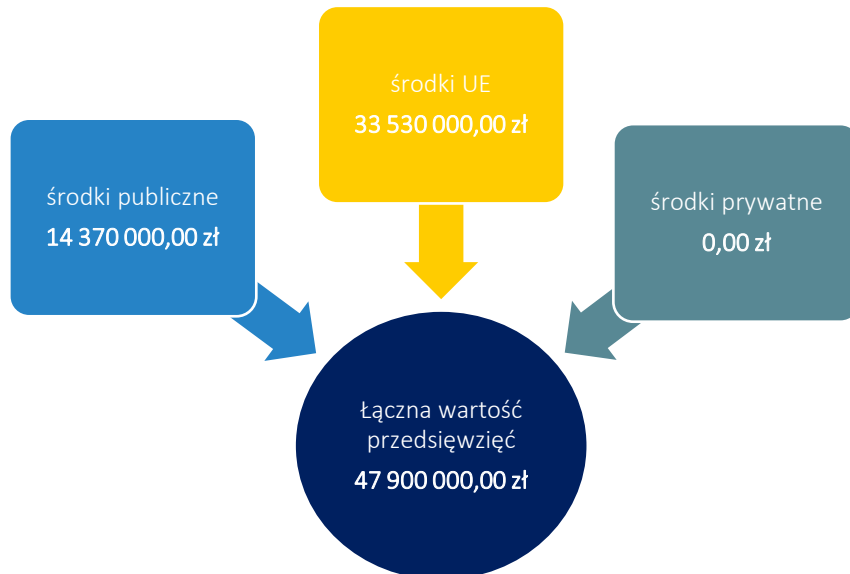 środki UE
33 530 000,00 zł
środki publiczne
14 370 000,00 zł
środki prywatne
0,00 zł
Łączna wartość
przedsięwzięć
47 900 000,00 zł